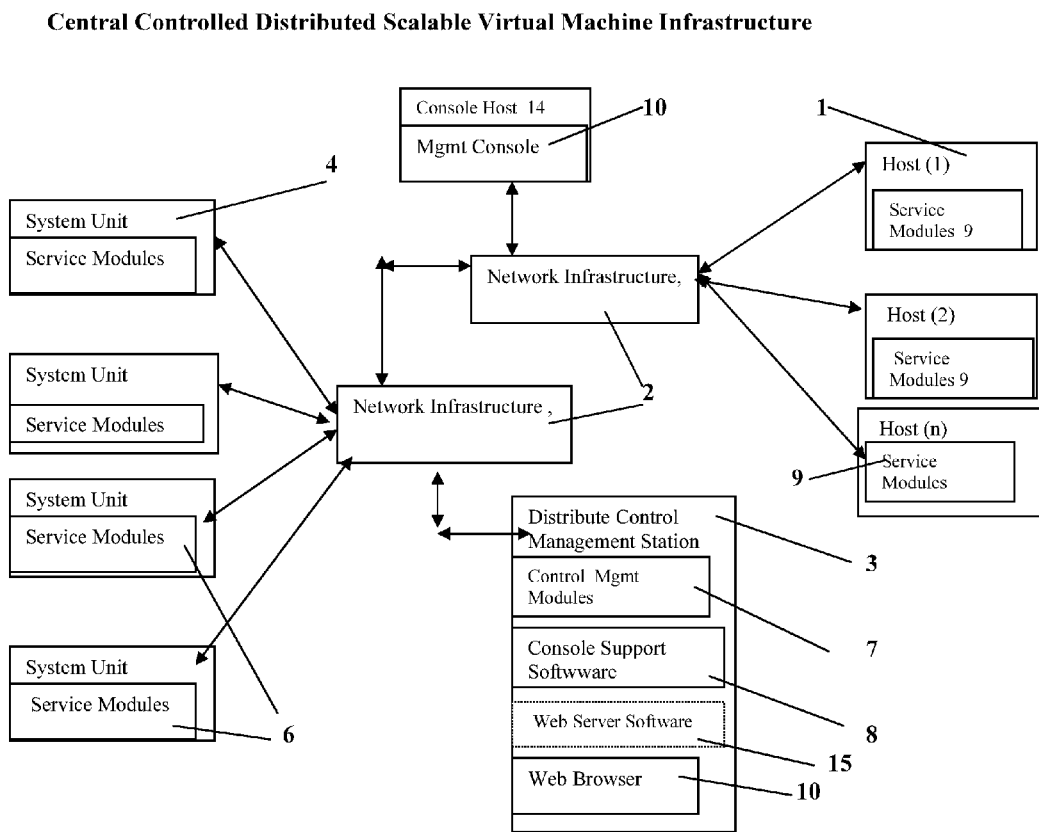 Central Controlled Distributed Scalable Virtual Machine Infrastructure
Console Host 14
Mgmt Console
10
1
4
Host (1)
Service
Modules 9
System Unit
Service Modules
Network Infrastructure,
Host (2)
Service
Modules 9
System Unit
Service Modules
Network Infrastructure ,
2
Host (n)
Service
Modules
9
System Unit
Service Modules
Distribute Control
Management Station
3
Control Mgmt
Modules
7
System Unit
Service Modules
6
Console Support
Softwware
8
Web Server Software
15
Web Browser
10